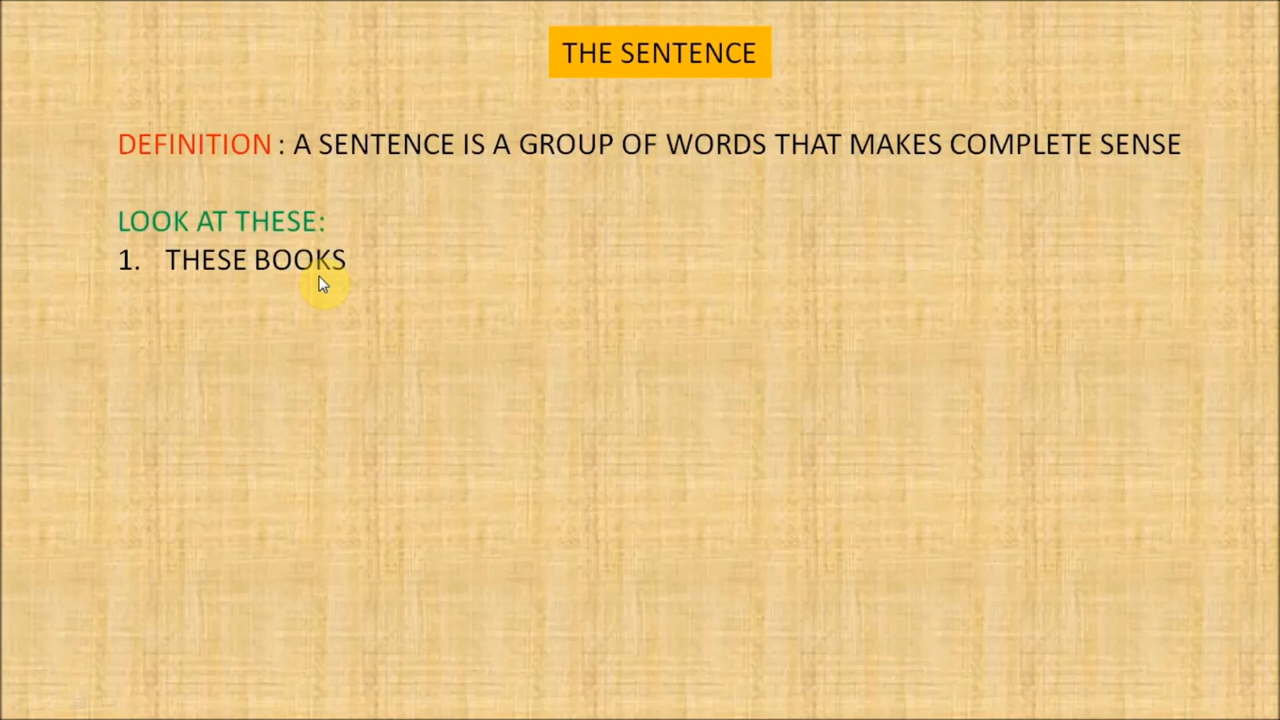 THE SENTENCE
DEFINITION : A SENTENCE IS A GROUP OF WORDS THAT MAKES COMPLETE SENSE
LOOK AT THESE:
1. THESE BOOKS